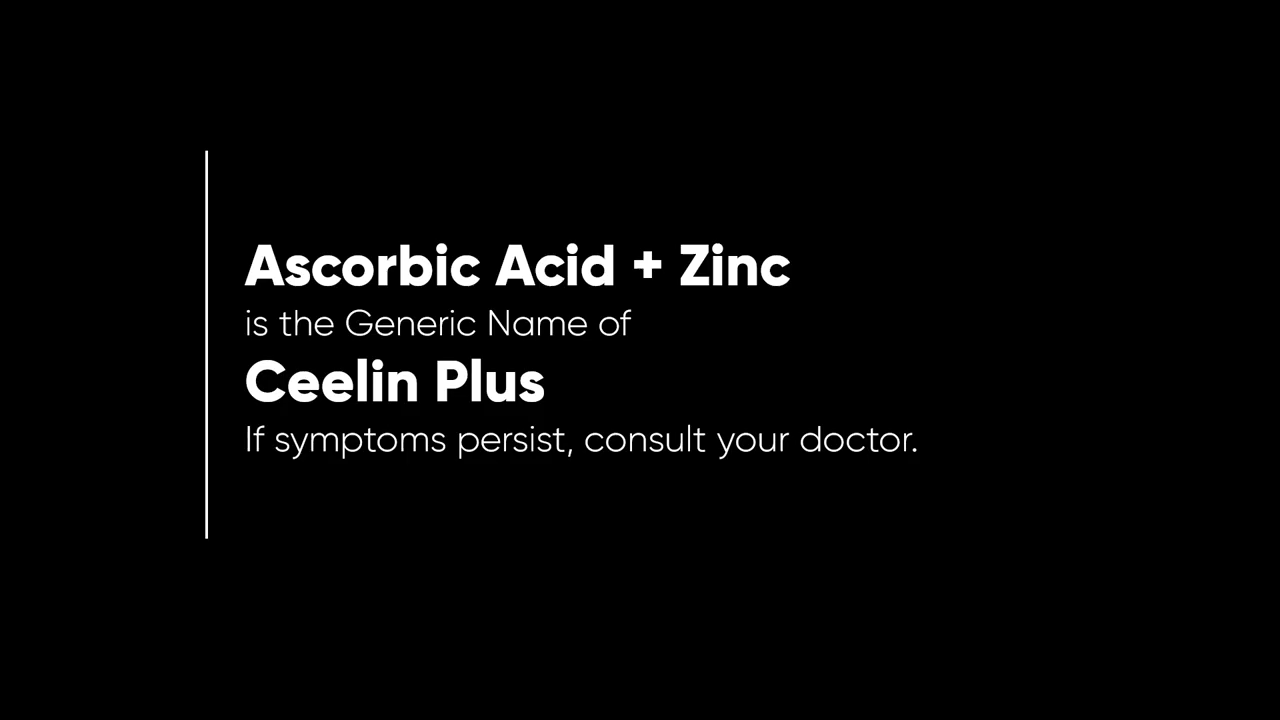 Ascorbic Acid + Zinc
is the Generic Name of
Ceelin Plus
If symptoms persist, consult your doctor.